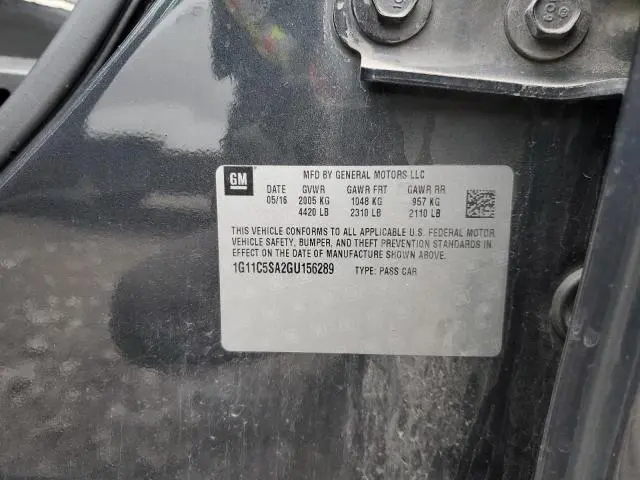 GM
MFD BY GENERAL MOTORS LLC
DATE GVWR GAWR FRT GAWR RR
05/16 2005 KG 1048 KG 957 KG
4420 LB 2310 LB 2110 LB
THIS VEHICLE CONFORMS TO ALL APPLICABLE U.S. FEDERAL MOTOR
VEHICLE SAFETY, BUMPER, AND THEFT PREVENTION STANDARDS IN
EFFECT ON THE DATE OF MANUFACTURE SHOWN ABOVE.
1G11C5SA2GU156289 TYPE: PASS CAR